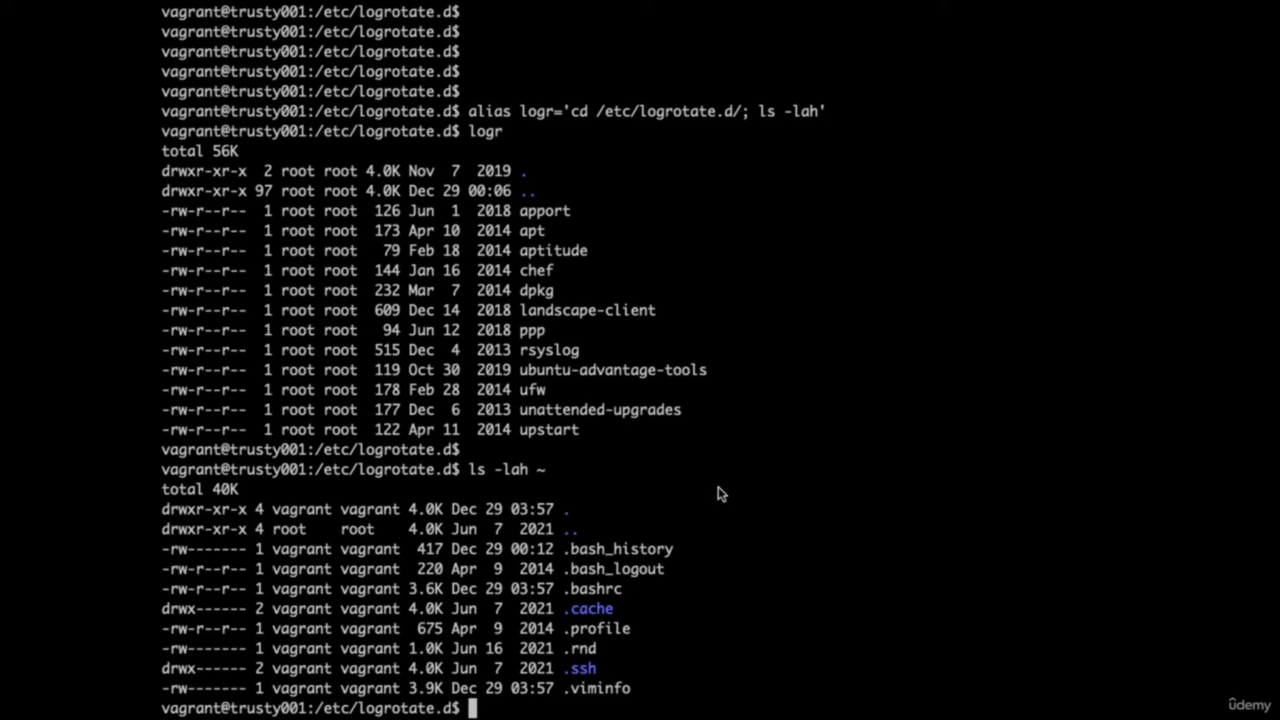 vagrant@trusty001:/etc/logrotate.d$
vagrant@trusty001:/etc/logrotate.d$
vagrant@trusty001:/etc/logrotate.d$
vagrant@trusty001:/etc/logrotate.d$
vagrant@trusty001:/etc/logrotate.d$
vagrant@trusty001:/etc/logrotate.d$ alias logr='cd /etc/logrotate.d/; ls -lah'
vagrant@trusty001:/etc/logrotate.d$ logr
total 56K
drwxr-xr-x  2 root root 4.0K Nov  7  2019 .
drwxr-xr-x 97 root root 4.0K Dec 29 00:06 ..
-rw-r--r--  1 root root  126 Jun  1  2018 apport
-rw-r--r--  1 root root  173 Apr 10  2014 apt
-rw-r--r--  1 root root   79 Feb 18  2014 aptitude
-rw-r--r--  1 root root  144 Jan 16  2014 chef
-rw-r--r--  1 root root  232 Mar  7  2014 dpkg
-rw-r--r--  1 root root  609 Dec 14  2018 landscape-client
-rw-r--r--  1 root root   94 Jun 12  2018 ppp
-rw-r--r--  1 root root  515 Dec  4  2013 rsyslog
-rw-r--r--  1 root root  119 Oct 30  2019 ubuntu-advantage-tools
-rw-r--r--  1 root root  178 Feb 28  2014 ufw
-rw-r--r--  1 root root  177 Dec  6  2013 unattended-upgrades
-rw-r--r--  1 root root  122 Apr 11  2014 upstart
vagrant@trusty001:/etc/logrotate.d$
vagrant@trusty001:/etc/logrotate.d$ ls -lah ~
total 40K
drwxr-xr-x 4 vagrant vagrant 4.0K Dec 29 03:57 .
drwxr-xr-x 4 root    root    4.0K Jun  7  2021 ..
-rw------- 1 vagrant vagrant  417 Dec 29 00:12 .bash_history
-rw-r--r-- 1 vagrant vagrant  220 Apr  9  2014 .bash_logout
-rw-r--r-- 1 vagrant vagrant 3.6K Dec 29 03:57 .bashrc
drwx------ 2 vagrant vagrant 4.0K Jun  7  2021 .cache
-rw-r--r-- 1 vagrant vagrant  675 Apr  9  2014 .profile
-rw------- 1 vagrant vagrant 1.0K Jun 16  2021 .rnd
drwx------ 2 vagrant vagrant 4.0K Jun  7  2021 .ssh
-rw------- 1 vagrant vagrant 3.9K Dec 29 03:57 .viminfo
vagrant@trusty001:/etc/logrotate.d$
ûdemy